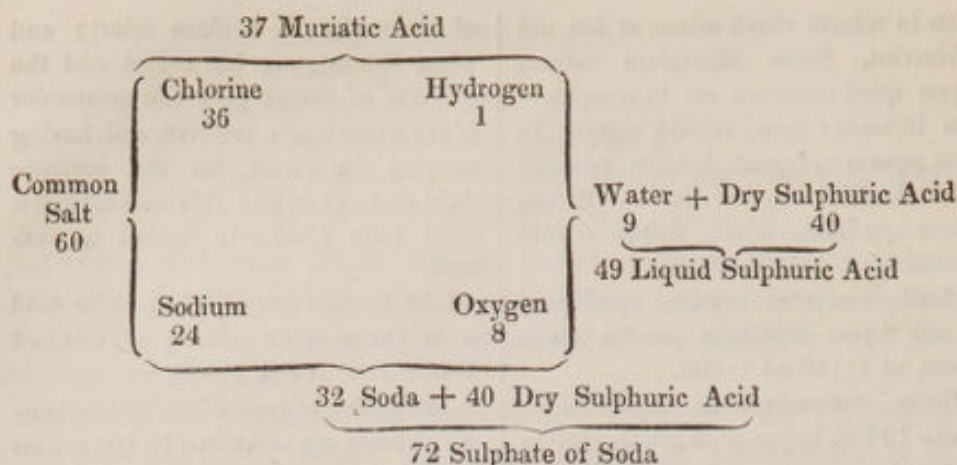 37 Muriatic Acid
Chlorine Hydrogen
36 1
Common
Salt
60
Water + Dry Sulphuric Acid
9 40
49 Liquid Sulphuric Acid
Sodium Oxygen
24 8
32 Soda + 40 Dry Sulphuric Acid
72 Sulphate of Soda